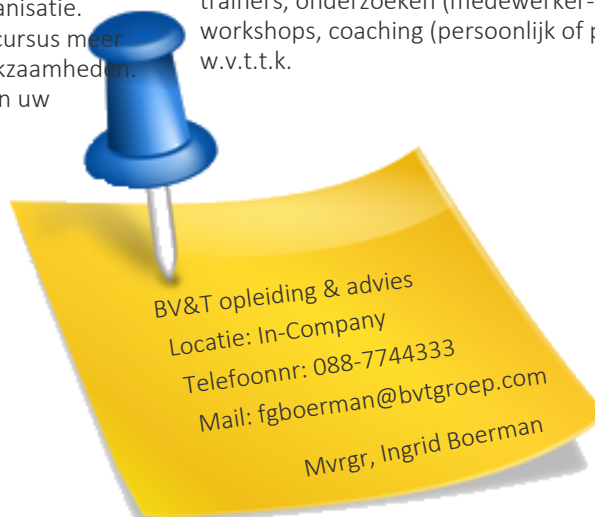 anisatie.
cursus meer
kzaamheden.
n uw
trainers, onderzoeken (medewerker-
workshops, coaching (persoonlijk of p
w.v.t.t.k.
BV&T opleiding & advies
Locatie: In-Company
Telefoonnr: 088-7744333
Mail: fgboerman@bvtgroep.com
Mvrgr, Ingrid Boerman